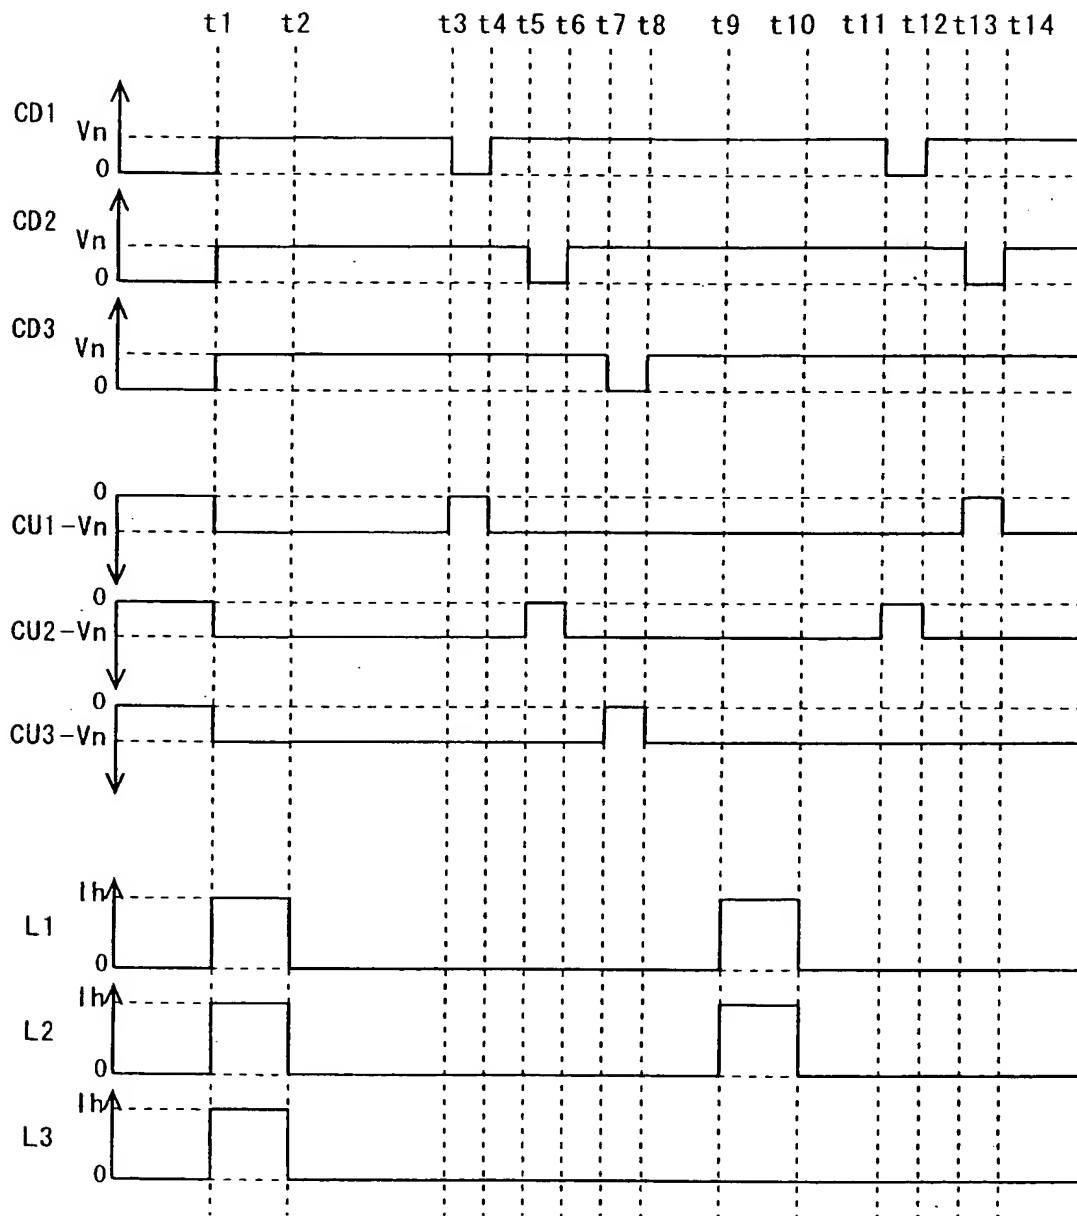 t1 t2 t3 t4 t5 t6 t7 t8 t9 t10 t11 t12 t13 t14
CD1
Vn
0
CD2
Vn
0
CD3
Vn
0
0
CU1 -Vn
0
CU2 -Vn
0
CU3 -Vn
Ih
L1
0
Ih
L2
0
Ih
L3
0